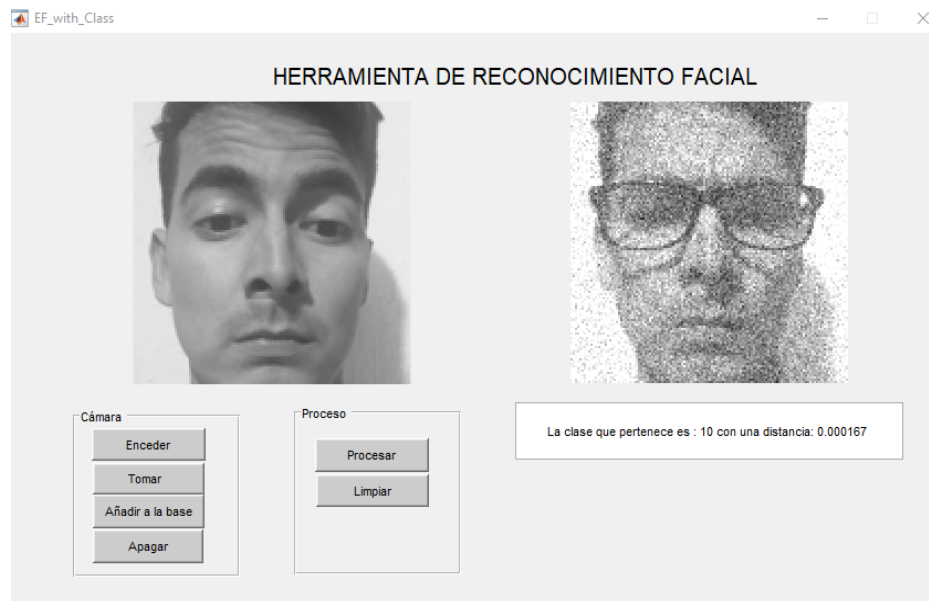 EF_with_Class
HERRAMIENTA DE RECONOCIMIENTO FACIAL
Cámara
Enceder
Tomar
Añadir a la base
Apagar
Proceso
Procesar
Limpiar
La clase que pertenece es : 10 con una distancia: 0.000167